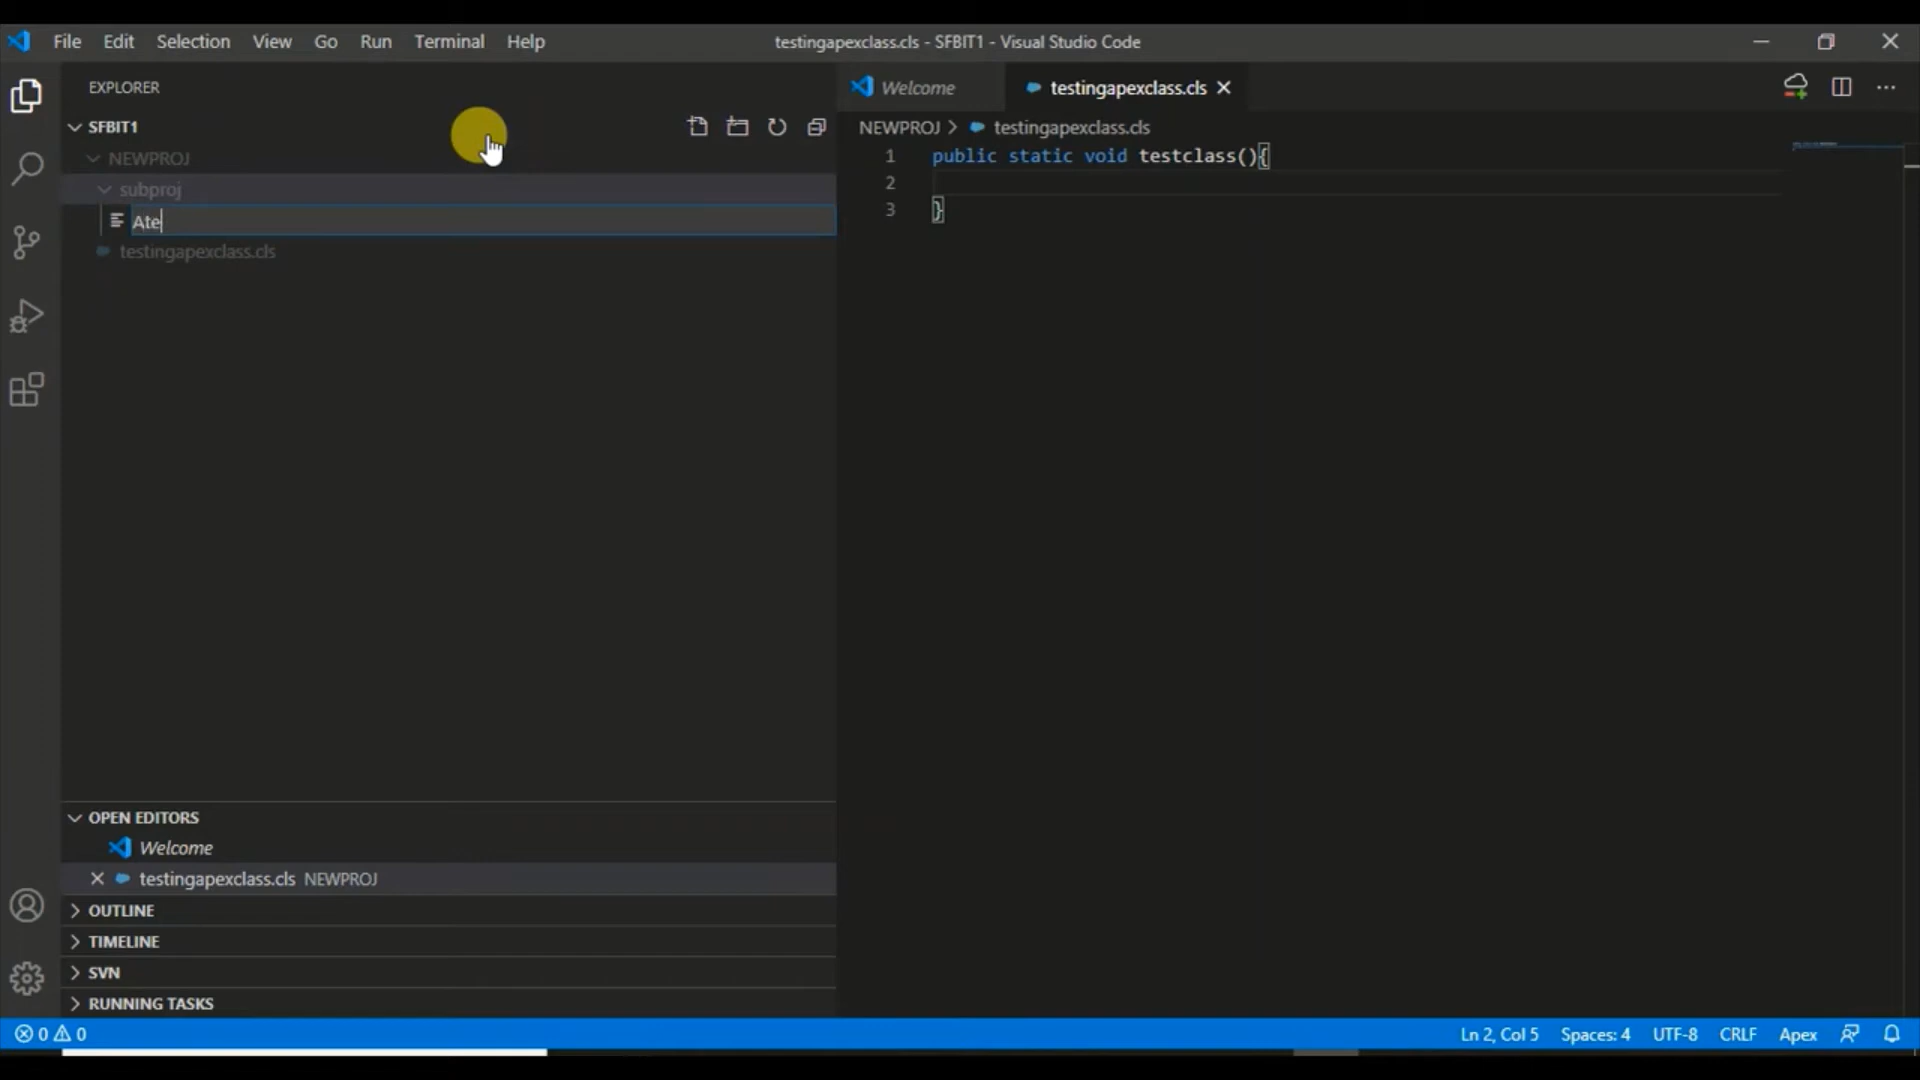 File Edit Selection View Go Run Terminal Help
testingapexclass.cls - SFBIT1 - Visual Studio Code
EXPLORER
SFBIT1
NEWPROJ
subproj
Ate
testingapexclass.cls
Welcome
testingapexclass.cls
NEWPROJ > testingapexclass.cls
1 public static void testclass(){
2
3 }
OPEN EDITORS
Welcome
testingapexclass.cls NEWPROJ
OUTLINE
TIMELINE
SVN
RUNNING TASKS
0 0
Ln 2, Col 5 Spaces: 4 UTF-8 CRLF Apex